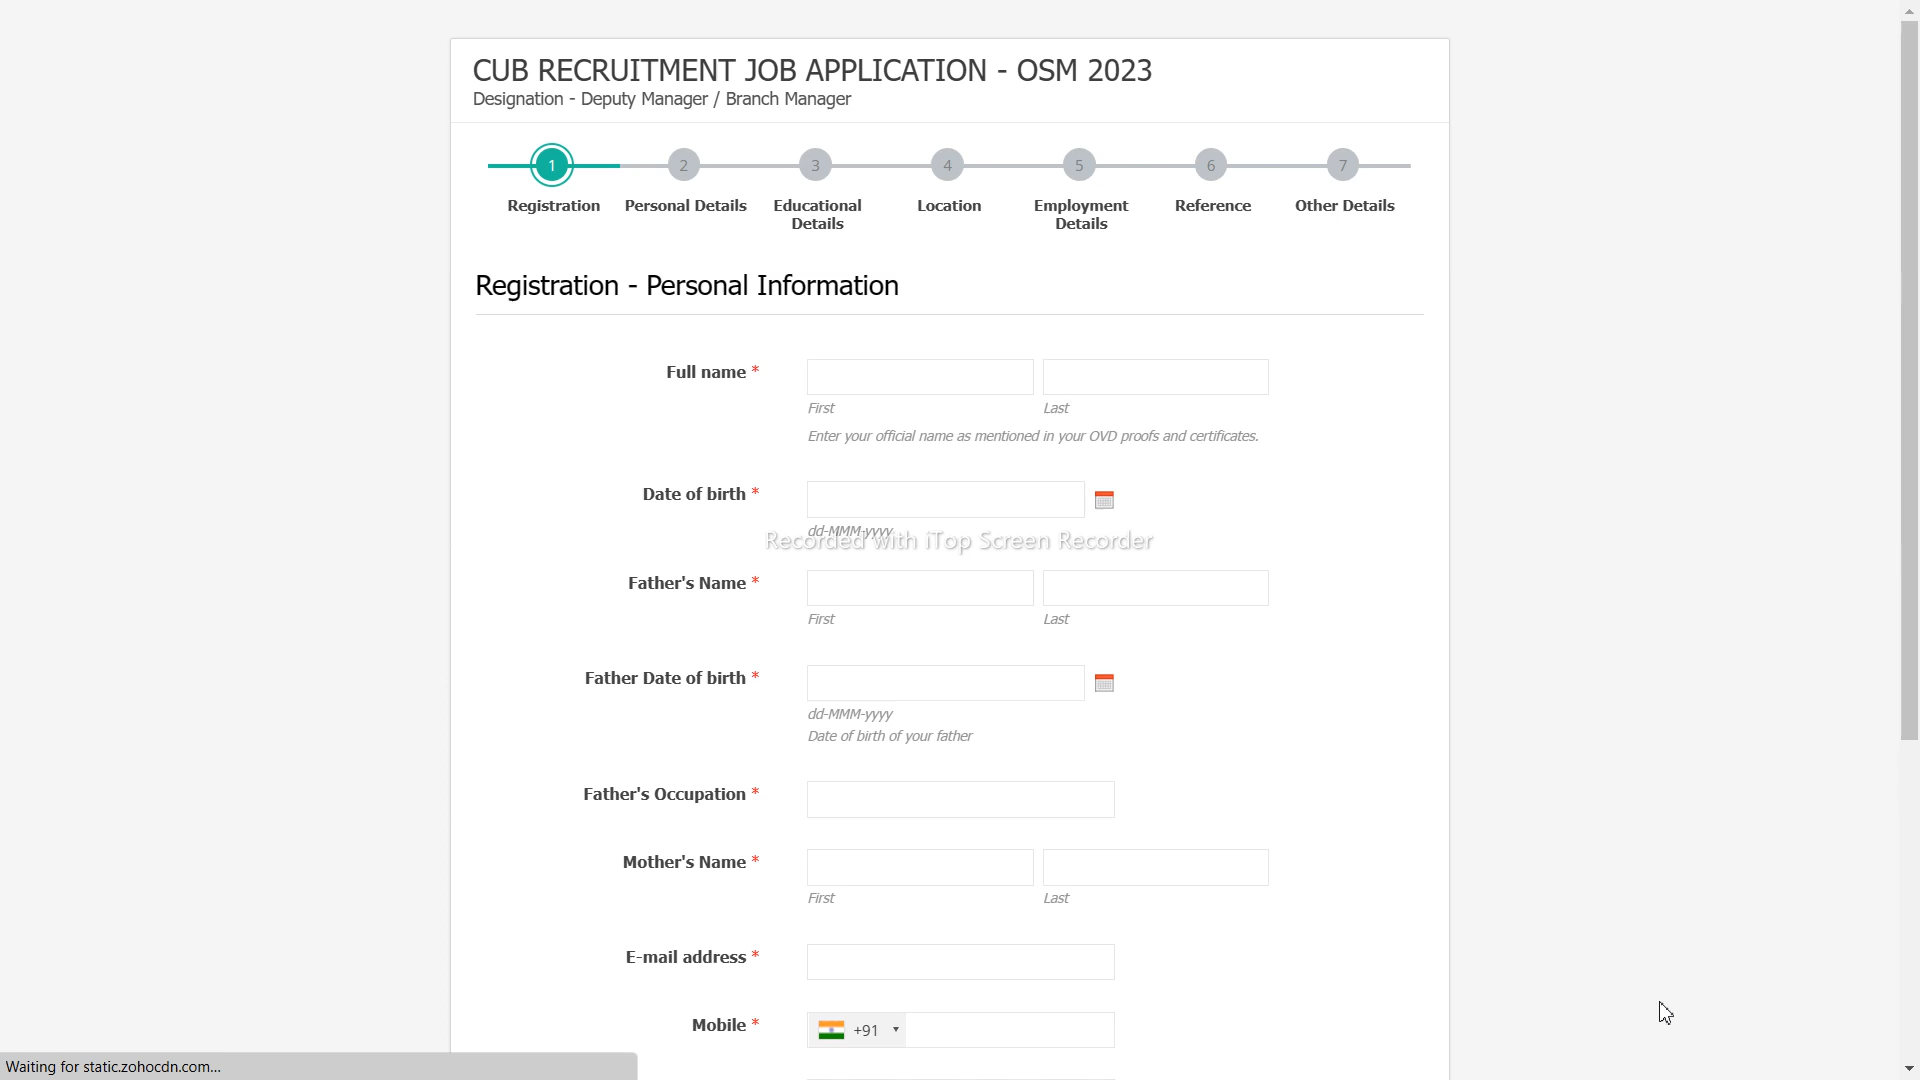 CUB RECRUITMENT JOB APPLICATION - OSM 2023
Designation - Deputy Manager / Branch Manager
1 2 3 4 5 6 7
Registration Personal Details Educational Details Location Employment Details Reference Other Details
Registration - Personal Information
Full name *
First Last
Enter your official name as mentioned in your OVD proofs and certificates.
Date of birth *
dd-MMM-yyyy
Recorded with iTop Screen Recorder
Father's Name *
First Last
Father Date of birth *
dd-MMM-yyyy
Date of birth of your father
Father's Occupation *
Mother's Name *
First Last
E-mail address *
Mobile * +91
Waiting for static.zohocdn.com...